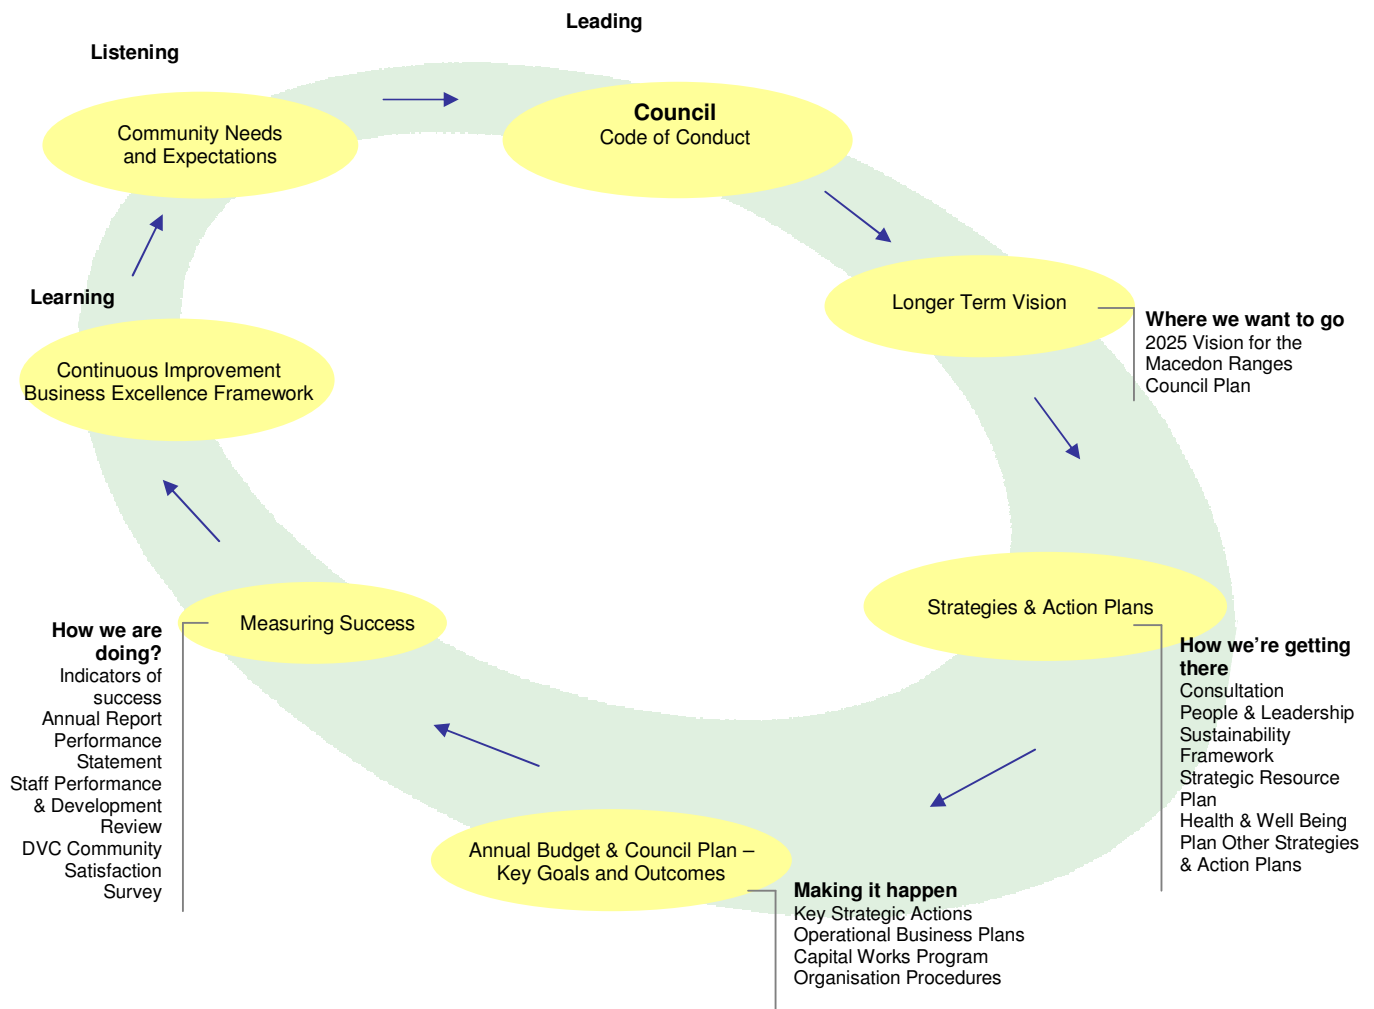 Leading
Listening
Council
Code of Conduct
Community Needs
and Expectations
Longer Term Vision
Where we want to go
2025 Vision for the
Macedon Ranges
Council Plan
Learning
Continuous Improvement
Business Excellence Framework
Strategies & Action Plans
How we’re getting
there
Consultation
People & Leadership
Sustainability
Framework
Strategic Resource
Plan
Health & Well Being
Plan Other Strategies
& Action Plans
Measuring Success
How we are
doing?
Indicators of
success
Annual Report
Performance
Statement
Staff Performance
& Development
Review
DVC Community
Satisfaction
Survey
Annual Budget & Council Plan –
Key Goals and Outcomes
Making it happen
Key Strategic Actions
Operational Business Plans
Capital Works Program
Organisation Procedures